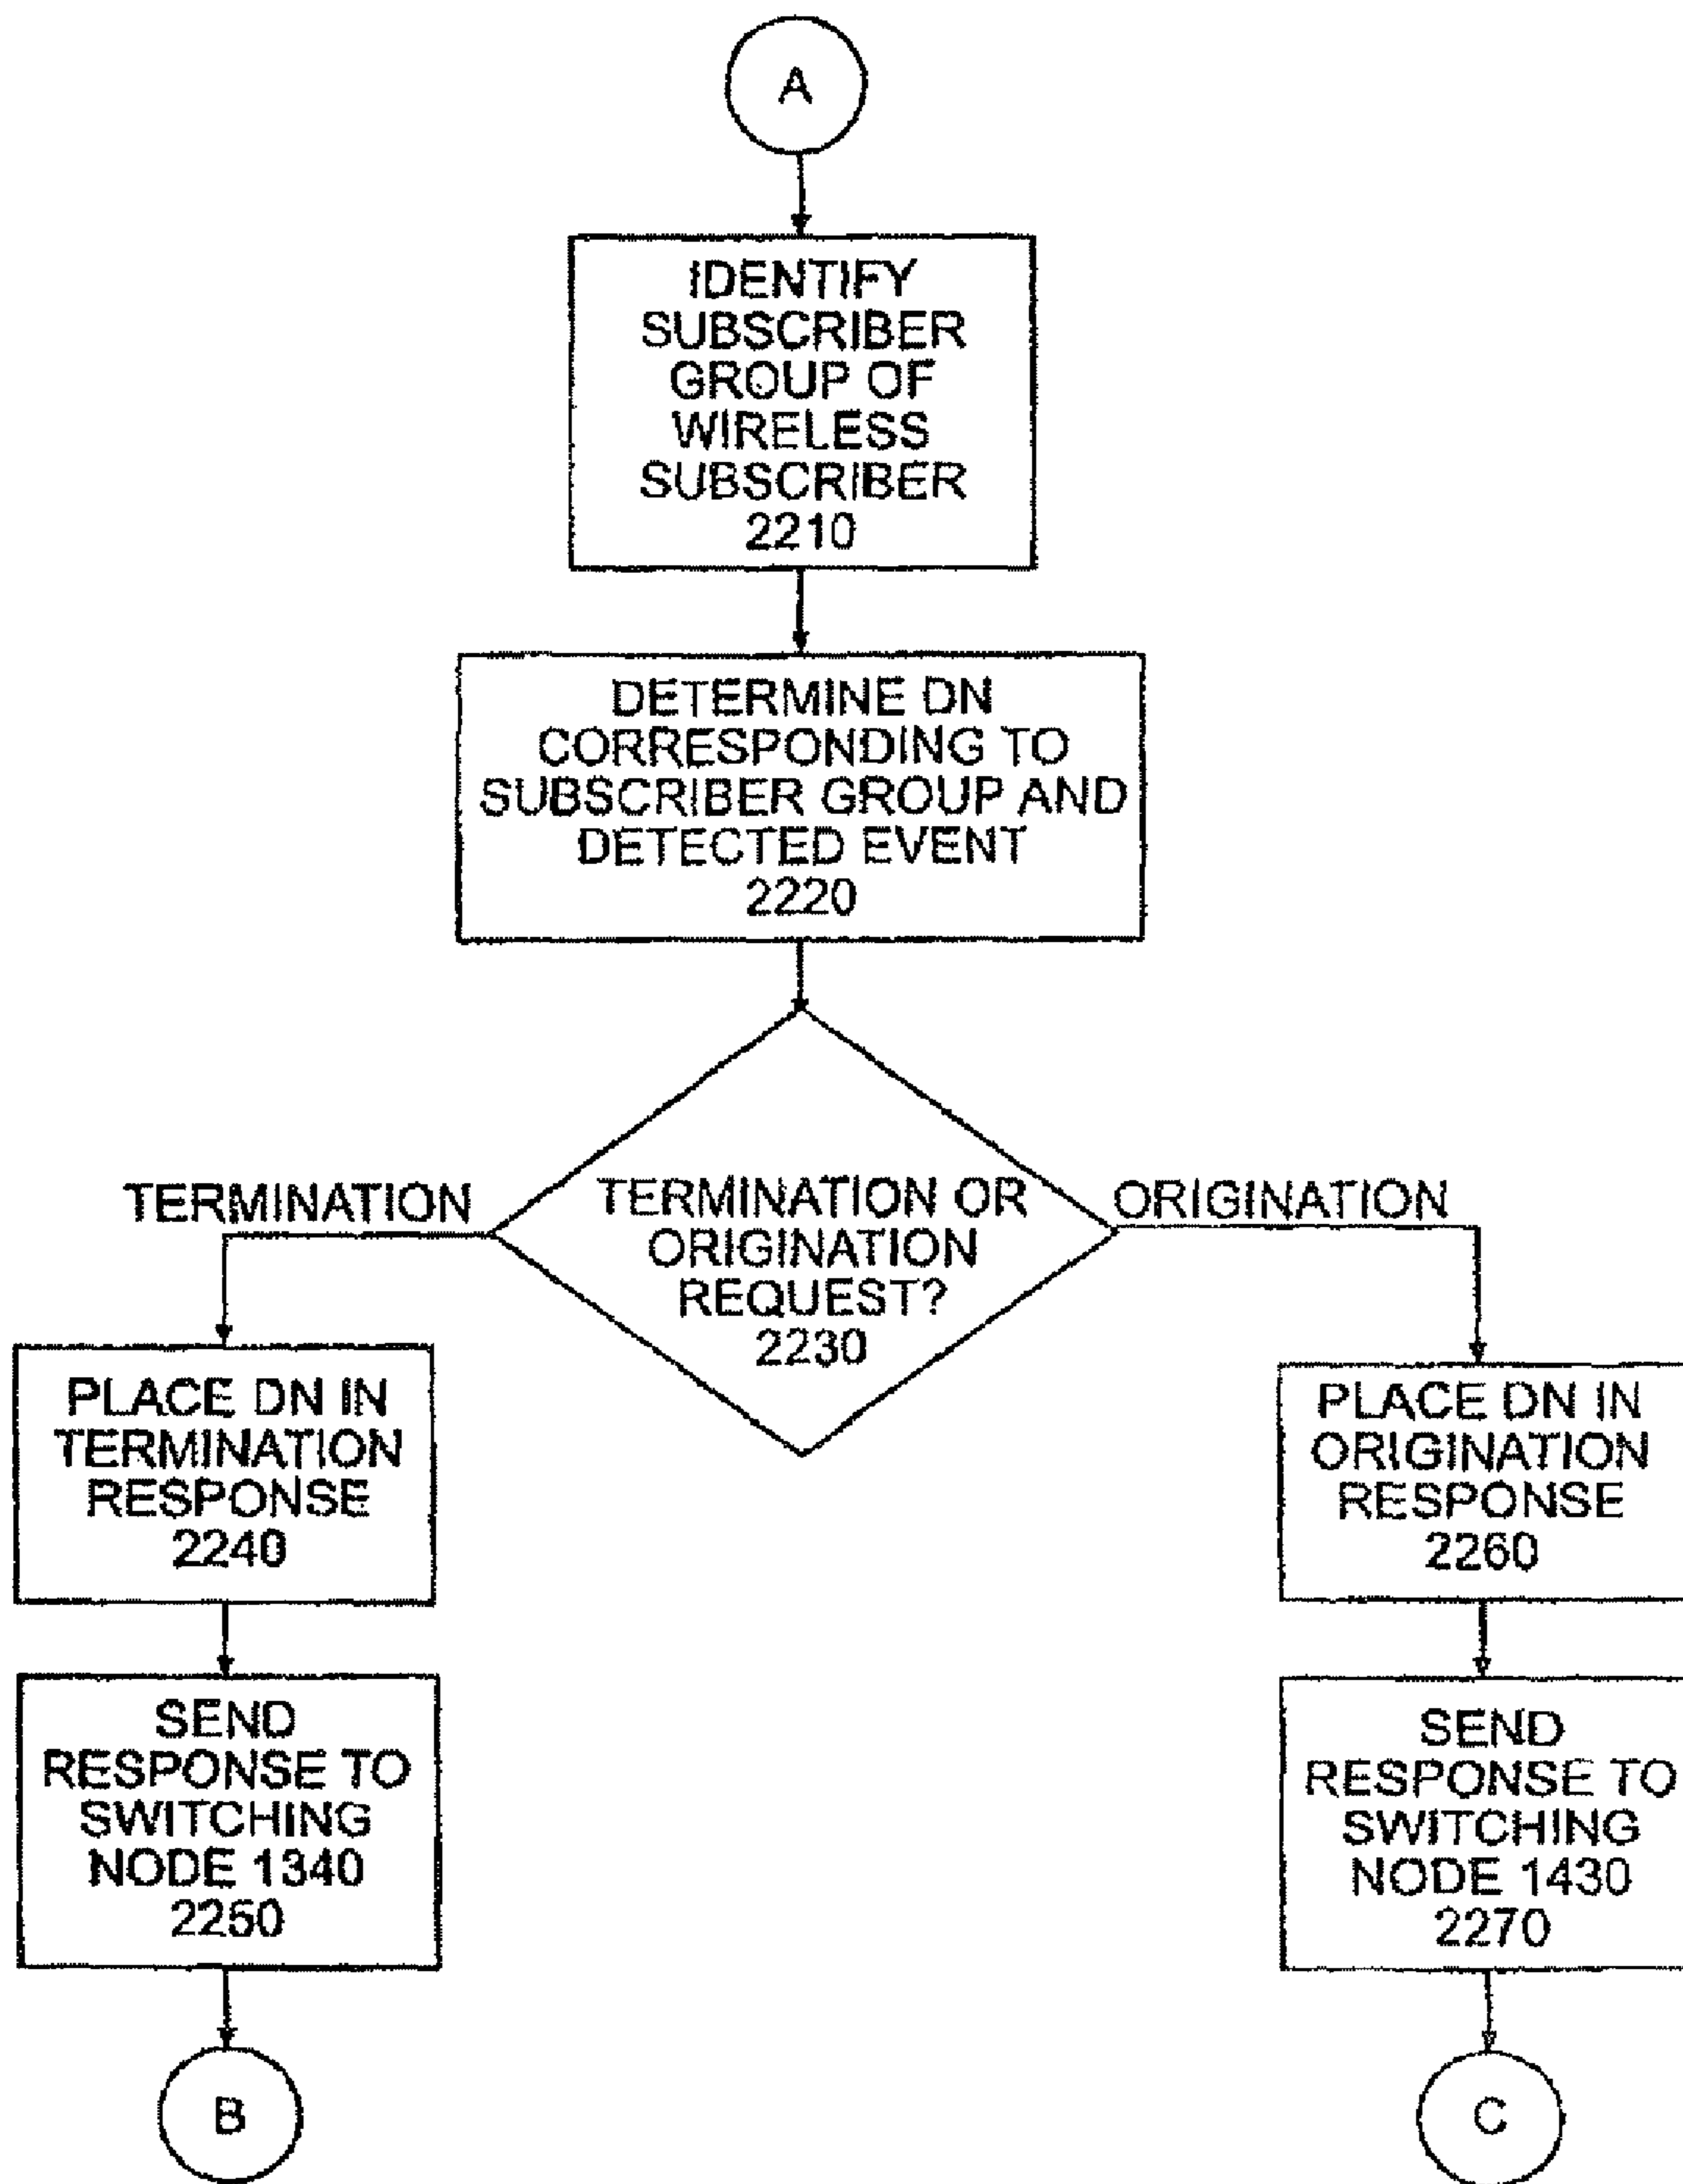 A
IDENTIFY
SUBSCRIBER
GROUP OF
WIRELESS
SUBSCRIBER
2210
DETERMINE DN
CORRESPONDING TO
SUBSCRIBER GROUP AND
DETECTED EVENT
2220
TERMINATION OR
ORIGINATION
REQUEST?
2230
TERMINATION
ORIGINATION
PLACE DN IN
TERMINATION
RESPONSE
2240
SEND
RESPONSE TO
SWITCHING
NODE 1340
2250
B
PLACE DN IN
ORIGINATION
RESPONSE
2260
SEND
RESPONSE TO
SWITCHING
NODE 1430
2270
C